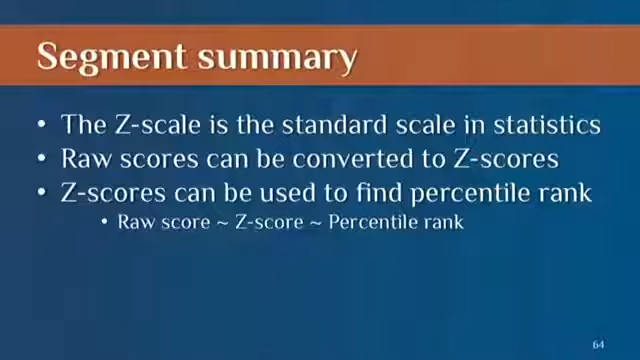 Segment summary
• The Z-scale is the standard scale in statistics
• Raw scores can be converted to Z-scores
• Z-scores can be used to find percentile rank
• Raw score ~ Z-score ~ Percentile rank
64